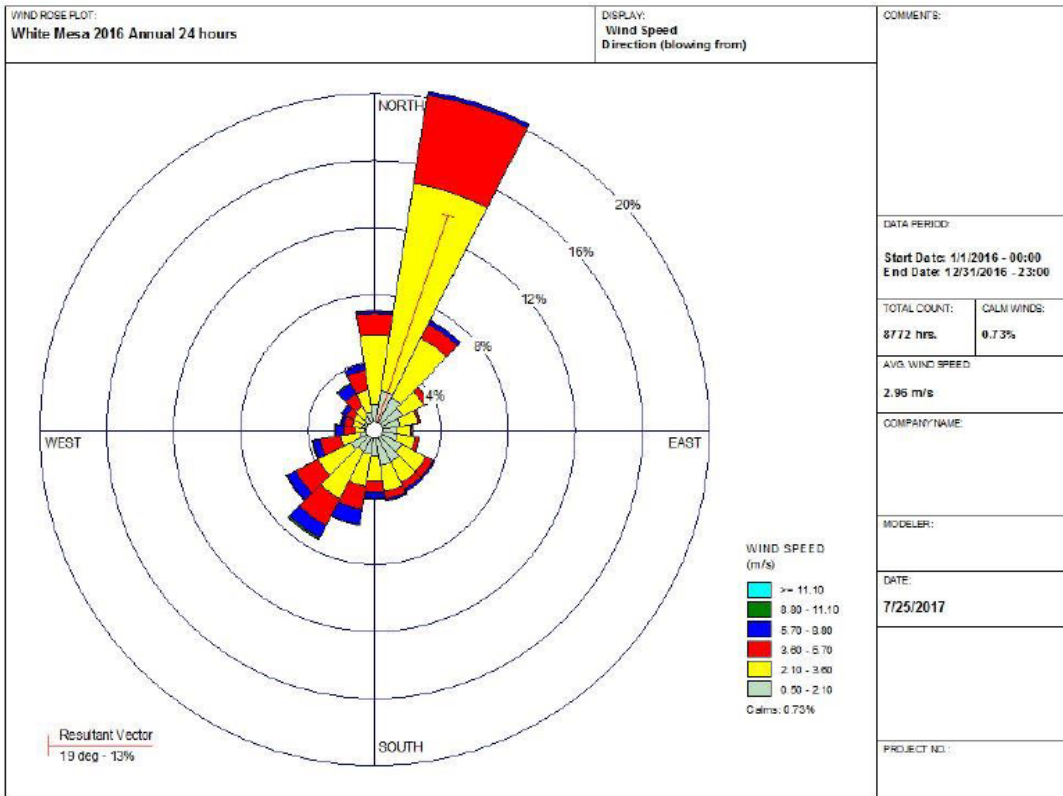 WIND ROSE PLOT:
White Mesa 2016 Annual 24 hours
DISPLAY:
Wind Speed
Direction (blowing from)
COMMENTS:
NORTH
20%
16%
12%
8%
4%
WEST
EAST
SOUTH
WIND SPEED
(m/s)
>= 11.10
8.80 - 11.10
5.70 - 8.80
3.60 - 5.70
2.10 - 3.60
0.50 - 2.10
Calms: 0.73%
Resultant Vector
19 deg - 13%
DATA PERIOD:
Start Date: 1/1/2016 - 00:00
End Date: 12/31/2016 - 23:00
TOTAL COUNT:
8772 hrs.
CALM WINDS:
0.73%
AVG. WIND SPEED
2.96 m/s
COMPANY NAME:
MODELER:
DATE:
7/25/2017
PROJECT NO.: